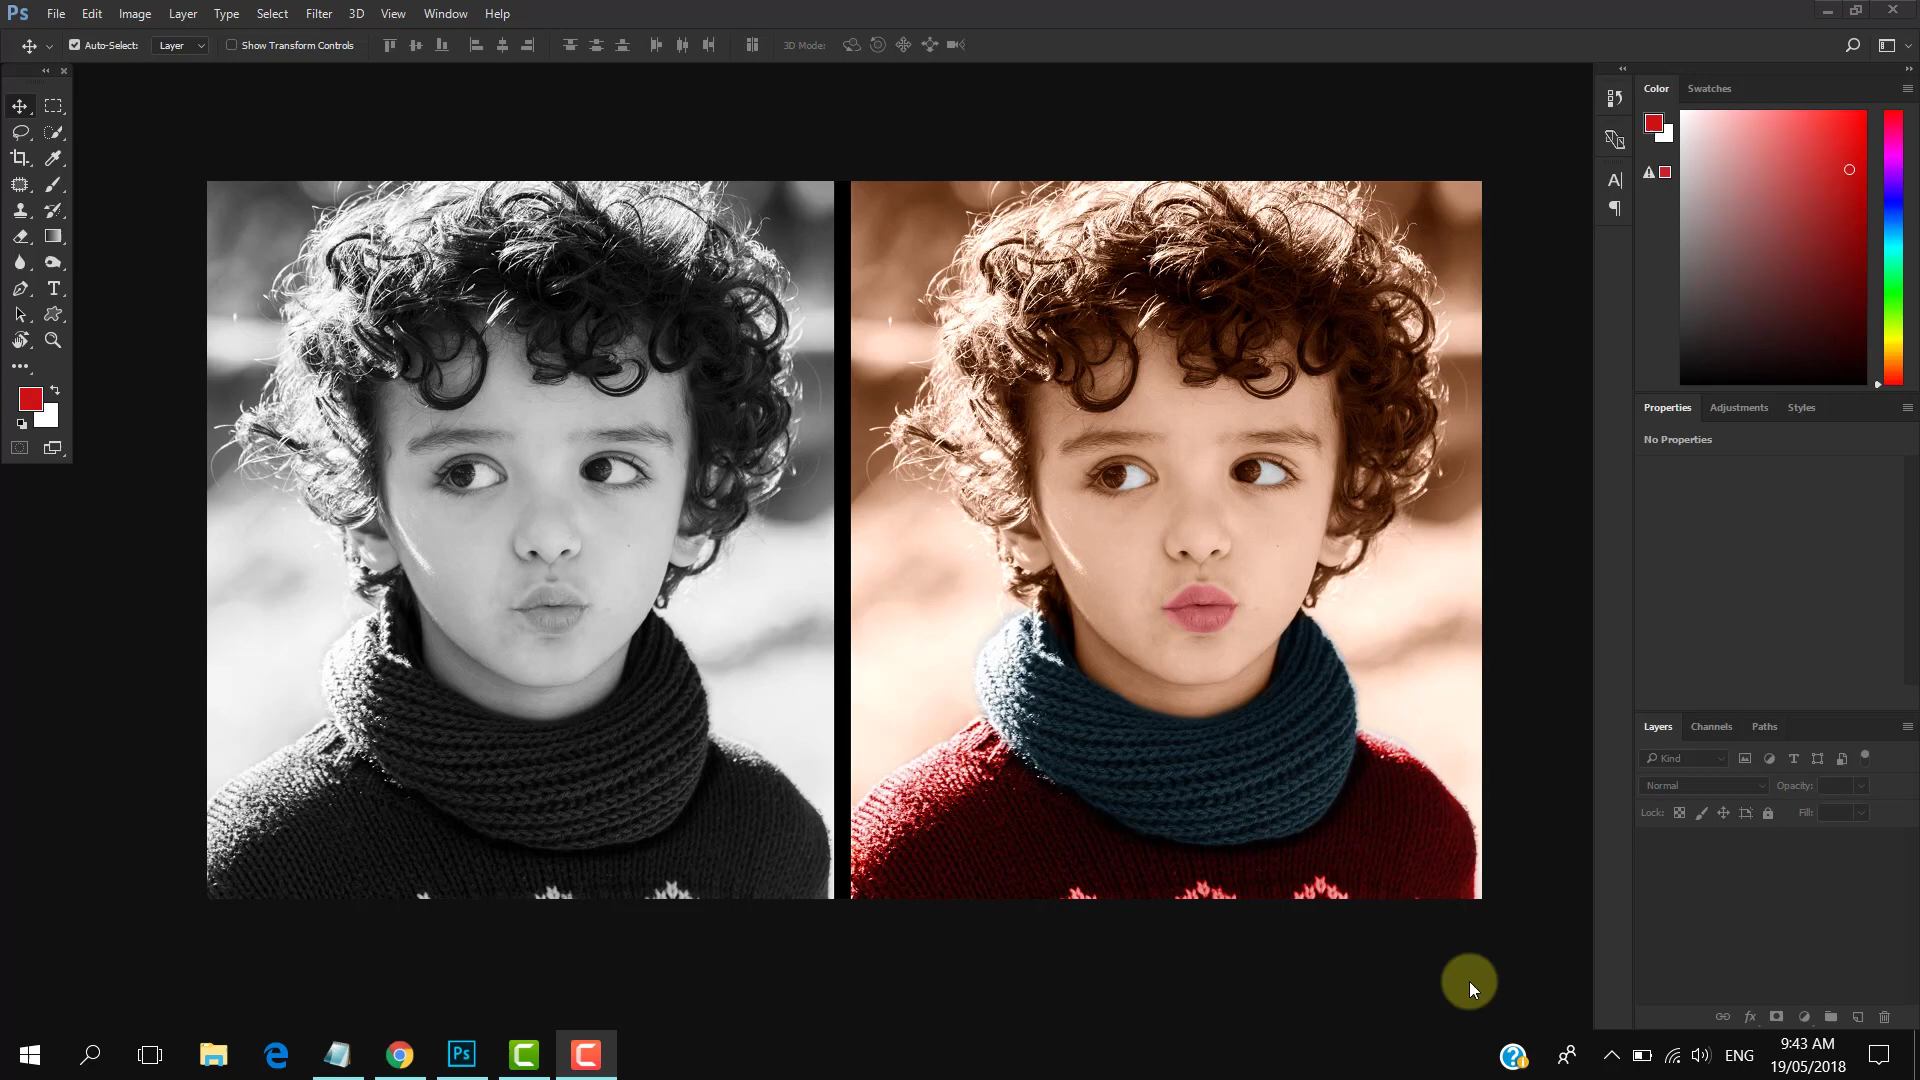 Ps File Edit Image Layer Type Select Filter 3D View Window Help
Auto-Select: Layer Show Transform Controls 3D Mode:
Color Swatches
Properties Adjustments Styles
No Properties
Layers Channels Paths
Kind
Normal Opacity:
Lock: Fill:
Ps
ENG
9:43 AM
19/05/2018